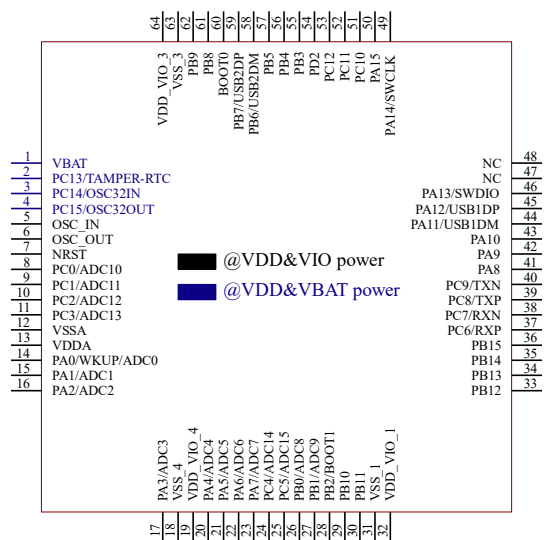 64 63 62 61 60 59 58 57 56 55 54 53 52 51 50 49
VDD_VIO_3
VSS_3
PB9
PB8
BOOT0
PB7/USB2DP
PB6/USB2DM
PB5
PB4
PB3
PD2
PC12
PC11
PC10
PA15
PA14/SWCLK
1 VBAT
2 PC13/TAMPER-RTC
3 PC14/OSC32IN
4 PC15/OSC32OUT
5 OSC_IN
6 OSC_OUT
7 NRST
8 PC0/ADC10
9 PC1/ADC11
10 PC2/ADC12
11 PC3/ADC13
12 VSSA
13 VDDA
14 PA0/WKUP/ADC0
15 PA1/ADC1
16 PA2/ADC2
@VDD&VIO power
@VDD&VBAT power
NC 48
NC 47
PA13/SWDIO 46
PA12/USB1DP 45
PA11/USB1DM 44
PA10 43
PA9 42
PA8 41
PC9/TXN 40
PC8/TXP 39
PC7/RXN 38
PC6/RXP 37
PB15 36
PB14 35
PB13 34
PB12 33
PA3/ADC3
VSS_4
VDD_VIO_4
PA4/ADC4
PA5/ADC5
PA6/ADC6
PA7/ADC7
PC4/ADC14
PC5/ADC15
PB0/ADC8
PB1/ADC9
PB2/BOOT1
PB10
PB11
VSS_1
VDD_VIO_1
17 18 19 20 21 22 23 24 25 26 27 28 29 30 31 32